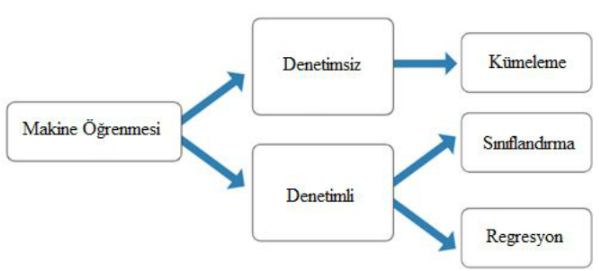 Makine Öğrenmesi
Denetimsiz
Kümeleme
Denetimli
Sınıflandırma
Regresyon